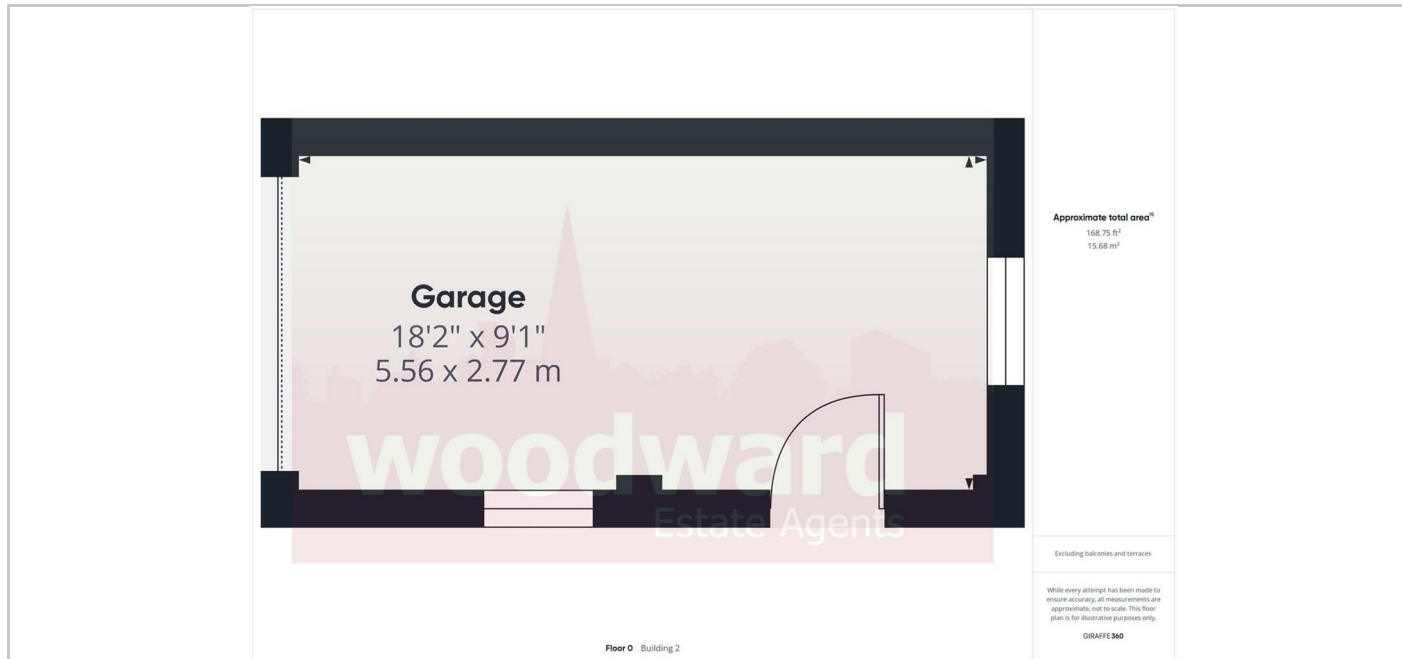 Garage
18'2" x 9'1"
5.56 x 2.77 m
woodward
Estate Agents
Floor 0 Building 2
Approximate total area
168.75 ft²
15.68 m²
Excluding balconies and terraces
While every attempt has been made to
ensure accuracy, all measurements are
approximate, not to scale. This floor
plan is for illustrative purposes only.
GIRAFFE360